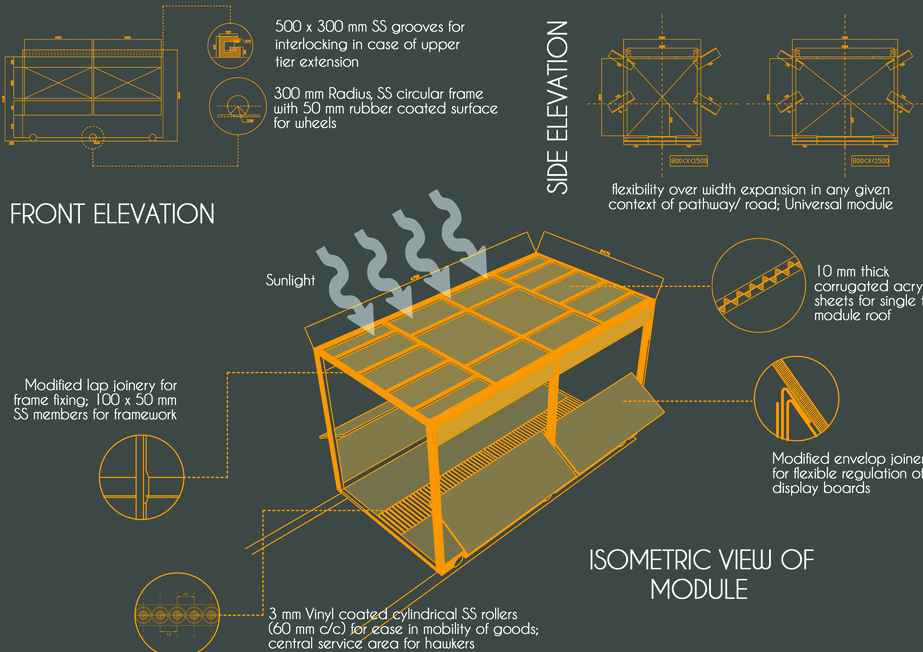 500 x 300 mm SS grooves for
interlocking in case of upper
tier extension
300 mm Radius, SS circular frame
with 50 mm rubber coated surface
for wheels
FRONT ELEVATION
SIDE ELEVATION
800<X<1500
800<X<1500
flexibility over width expansion in any given
context of pathway/ road; Universal module
Sunlight
10 mm thick
corrugated acry
sheets for single
module roof
Modified lap joinery for
frame fixing; 100 x 50 mm
SS members for framework
Modified envelop joine
for flexible regulation of
display boards
ISOMETRIC VIEW OF
MODULE
3 mm Vinyl coated cylindrical SS rollers
(60 mm c/c) for ease in mobility of goods;
central service area for hawkers